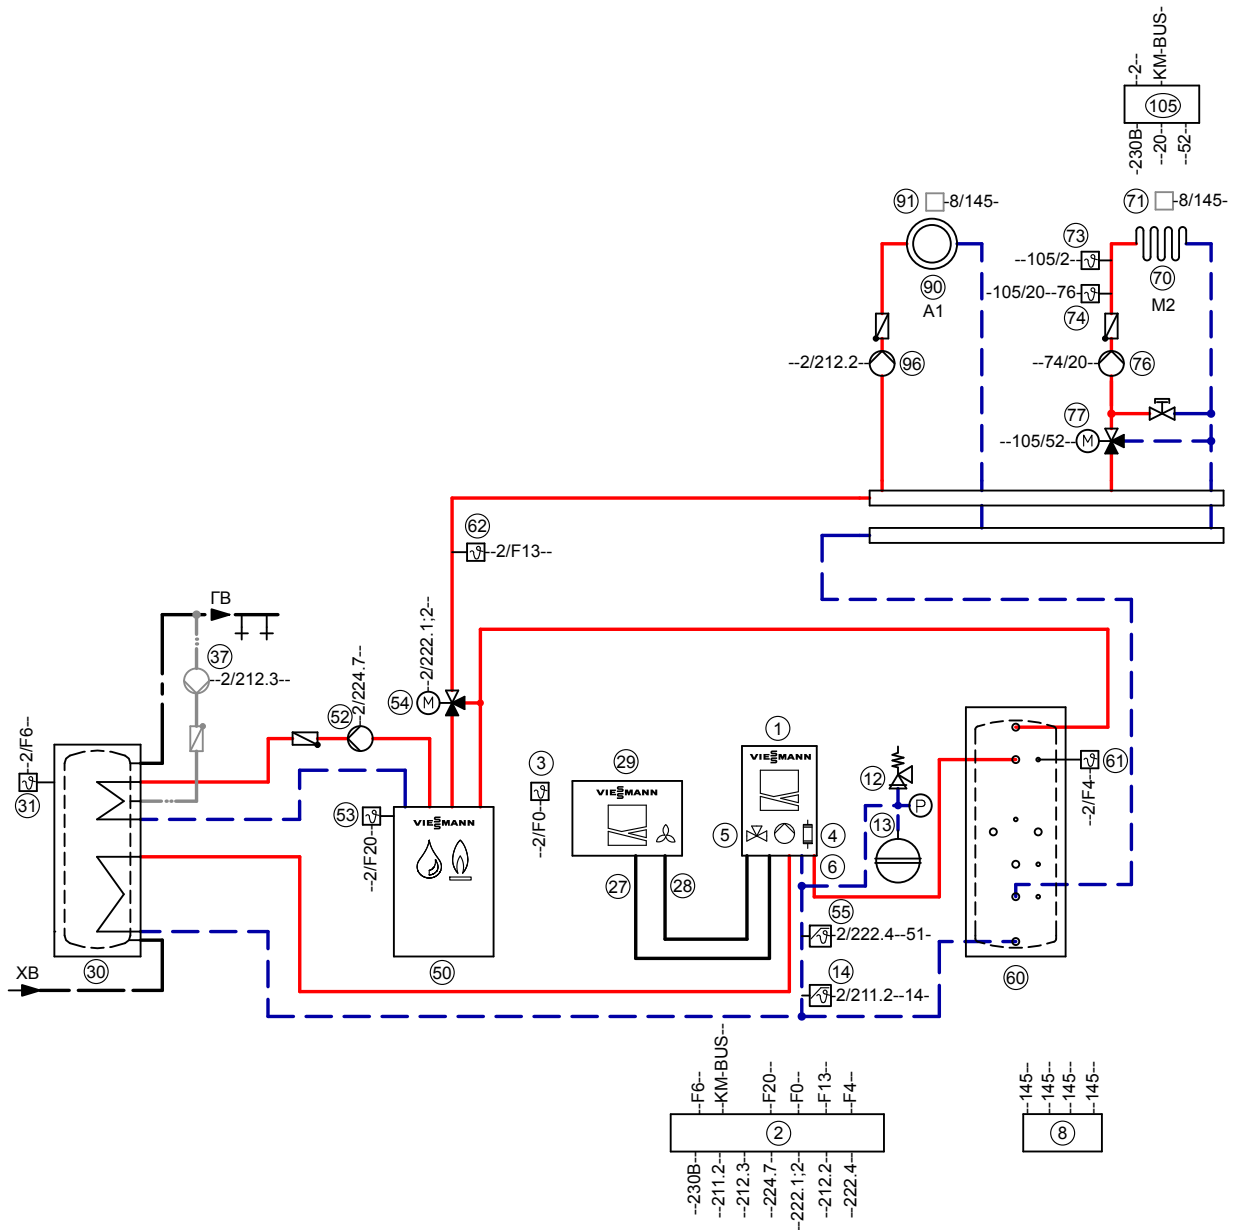 --2--
KM-BUS-
105
-230B-
--20--
--52--
91
-8/145-
71
-8/145-
73
--105/2--
-105/20--76-
74
90
A1
70
M2
--2/212.2--
96
--74/20--
76
77
--105/52--
M
62
--2/F13--
ГВ
37
--2/212.3--
--2/224.7--
--2/222.1;2--
54
M
52
--2/F6--
31
53
--2/F20--
VIESSMANN
50
3
--2/F0--
29
VIESSMANN
1
VIESSMANN
5
4
6
27
28
12
P
13
61
--2/F4--
55
-2/222.4--51-
14
-2/211.2--14-
60
30
ХВ
--F6--
KM-BUS--
--F20--
--F0--
--F13--
--F4--
2
--230B--
--211.2--
--212.3--
--224.7--
--222.1;2--
--212.2--
--222.4--
--145--
--145--
--145--
--145--
8